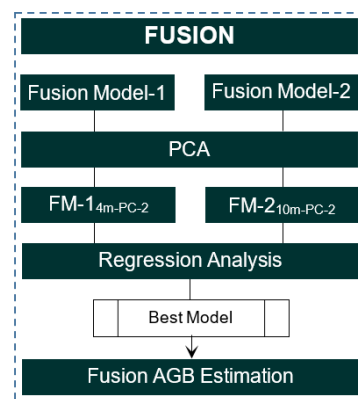 FUSION
Fusion Model-1
Fusion Model-2
PCA
FM-14m-PC-2
FM-210m-PC-2
Regression Analysis
Best Model
Fusion AGB Estimation